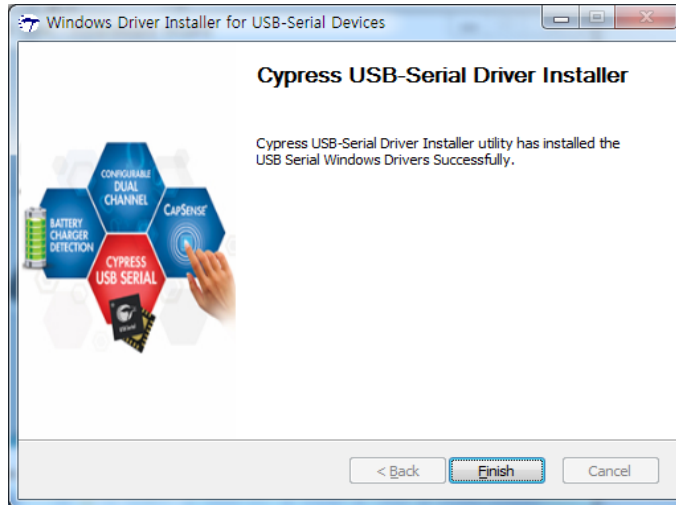 Windows Driver Installer for USB-Serial Devices
Cypress USB-Serial Driver Installer
Cypress USB-Serial Driver Installer utility has installed the
USB Serial Windows Drivers Successfully.
CONFIGURABLE
DUAL
CHANNEL
CAPSENSE
BATTERY
CHARGER
DETECTION
CYPRESS
USB SERIAL
< Back
Finish
Cancel